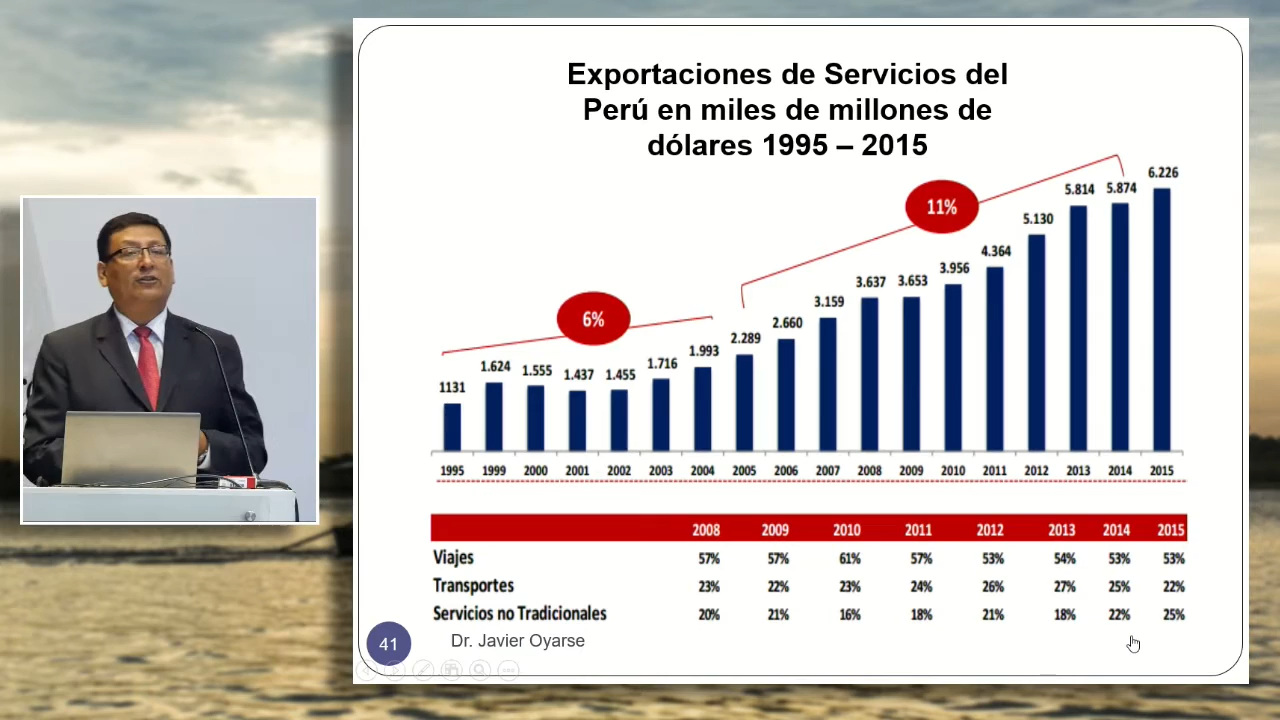 Exportaciones de Servicios del
Perú en miles de millones de
dólares 1995 – 2015
6%
11%
1131 1.624 1.555 1.437 1.455 1.716 1.993 2.289 2.660 3.159 3.637 3.653 3.956 4.364 5.130 5.814 5.874 6.226
1995 1999 2000 2001 2002 2003 2004 2005 2006 2007 2008 2009 2010 2011 2012 2013 2014 2015
2008 2009 2010 2011 2012 2013 2014 2015
Viajes 57% 57% 61% 57% 53% 54% 53% 53%
Transportes 23% 22% 23% 24% 26% 27% 25% 22%
Servicios no Tradicionales 20% 21% 16% 18% 21% 18% 22% 25%
41 Dr. Javier Oyarse